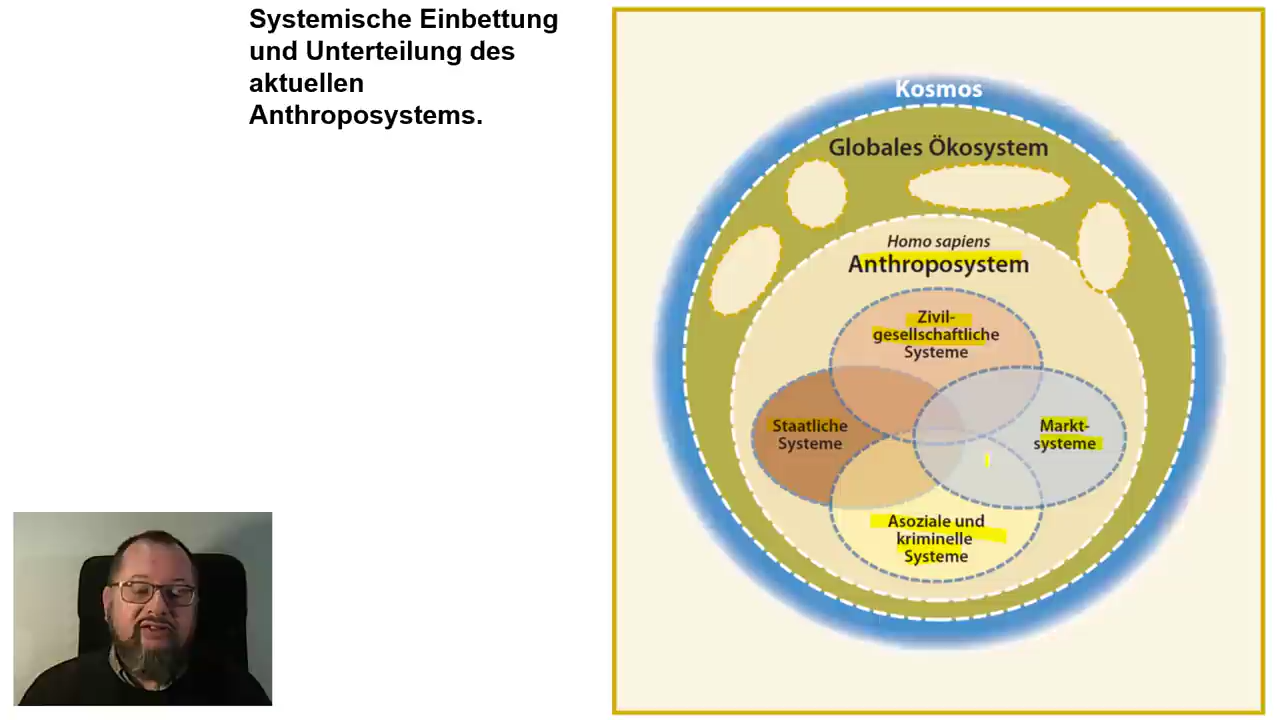 Systemische Einbettung
und Unterteilung des
aktuellen
Anthroposystems.
Kosmos
Globales Ökosystem
Homo sapiens
Anthroposystem
Zivil-
gesellschaftliche
Systeme
Staatliche
Systeme
Markt-
systeme
Asoziale und
kriminelle
Systeme